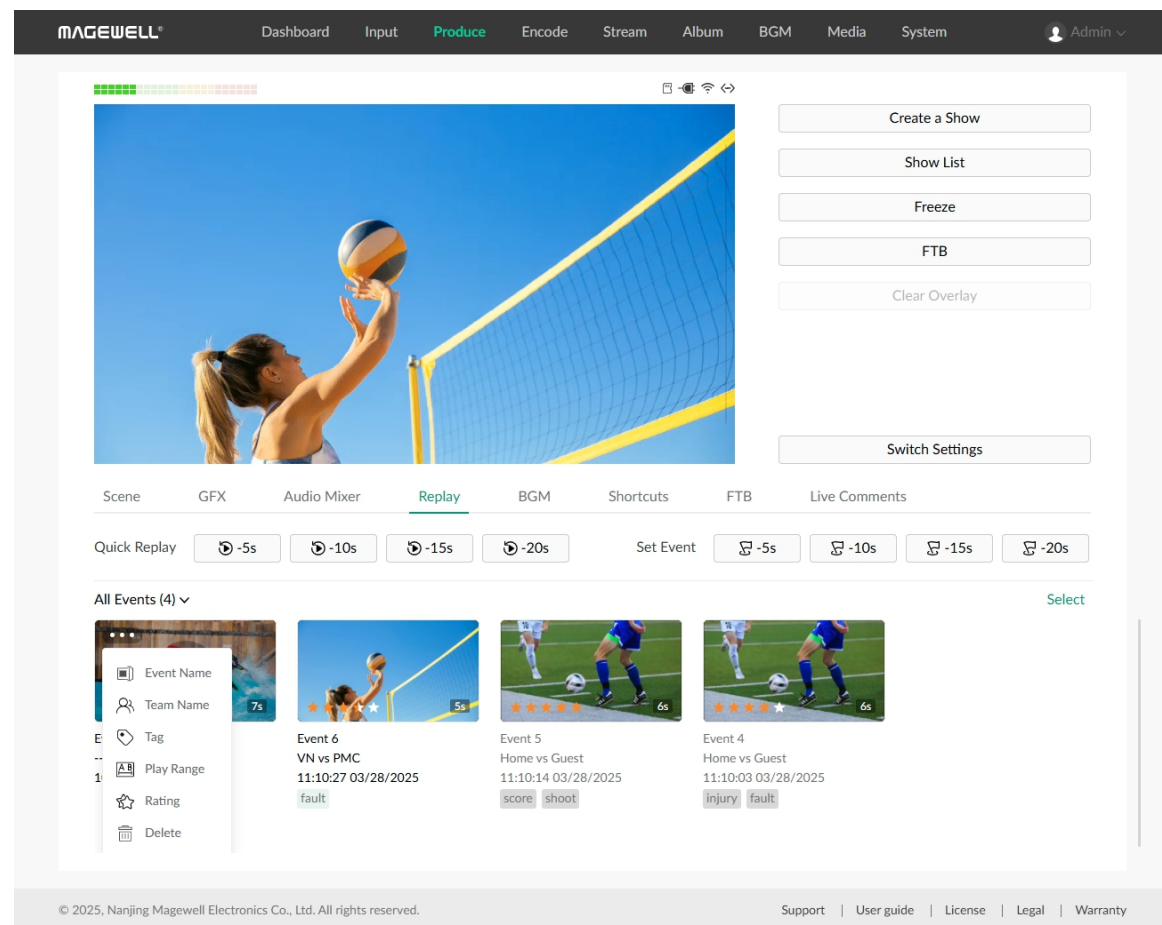 MAGEWELL® Dashboard Input Produce Encode Stream Album BGM Media System Admin
Create a Show
Show List
Freeze
FTB
Clear Overlay
Switch Settings
Scene GFX Audio Mixer Replay BGM Shortcuts FTB Live Comments
Quick Replay -5s -10s -15s -20s Set Event -5s -10s -15s -20s
All Events (4) Select
Event Name
Team Name
Tag
Play Range
Rating
Delete
7s
5s
Event 6
VN vs PMC
11:10:27 03/28/2025
fault
6s
Event 5
Home vs Guest
11:10:14 03/28/2025
score shoot
6s
Event 4
Home vs Guest
11:10:03 03/28/2025
injury fault
© 2025, Nanjing Magewell Electronics Co., Ltd. All rights reserved. Support | User guide | License | Legal | Warranty